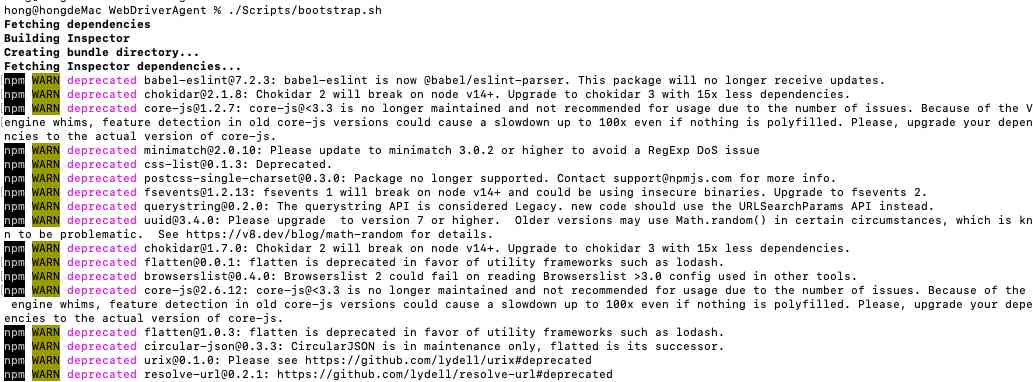 hong@hongdeMac WebDriverAgent % ./Scripts/bootstrap.sh
Fetching dependencies
Building Inspector
Creating bundle directory...
Fetching Inspector dependencies...
npm WARN deprecated babel-eslint@7.2.3: babel-eslint is now @babel/eslint-parser. This package will no longer receive updates.
npm WARN deprecated chokidar@2.1.8: Chokidar 2 will break on node v14+. Upgrade to chokidar 3 with 15x less dependencies.
npm WARN deprecated core-js@1.2.7: core-js@<3.3 is no longer maintained and not recommended for usage due to the number of issues. Because of the V
engine whims, feature detection in old core-js versions could cause a slowdown up to 100x even if nothing is polyfilled. Please, upgrade your depen
ncies to the actual version of core-js.
npm WARN deprecated minimatch@2.0.10: Please update to minimatch 3.0.2 or higher to avoid a RegExp DoS issue
npm WARN deprecated css-list@0.1.3: Deprecated.
npm WARN deprecated postcss-single-charset@0.3.0: Package no longer supported. Contact support@npmjs.com for more info.
npm WARN deprecated fsevents@1.2.13: fsevents 1 will break on node v14+ and could be using insecure binaries. Upgrade to fsevents 2.
npm WARN deprecated querystring@0.2.0: The querystring API is considered Legacy. new code should use the URLSearchParams API instead.
npm WARN deprecated uuid@3.4.0: Please upgrade  to version 7 or higher.  Older versions may use Math.random() in certain circumstances, which is kn
n to be problematic.  See https://v8.dev/blog/math-random for details.
npm WARN deprecated chokidar@1.7.0: Chokidar 2 will break on node v14+. Upgrade to chokidar 3 with 15x less dependencies.
npm WARN deprecated flatten@0.0.1: flatten is deprecated in favor of utility frameworks such as lodash.
npm WARN deprecated browserslist@0.4.0: Browserslist 2 could fail on reading Browserslist >3.0 config used in other tools.
npm WARN deprecated core-js@2.6.12: core-js@<3.3 is no longer maintained and not recommended for usage due to the number of issues. Because of the
engine whims, feature detection in old core-js versions could cause a slowdown up to 100x even if nothing is polyfilled. Please, upgrade your depe
encies to the actual version of core-js.
npm WARN deprecated flatten@1.0.3: flatten is deprecated in favor of utility frameworks such as lodash.
npm WARN deprecated circular-json@0.3.3: CircularJSON is in maintenance only, flatted is its successor.
npm WARN deprecated urix@0.1.0: Please see https://github.com/lydell/urix#deprecated
npm WARN deprecated resolve-url@0.2.1: https://github.com/lydell/resolve-url#deprecated